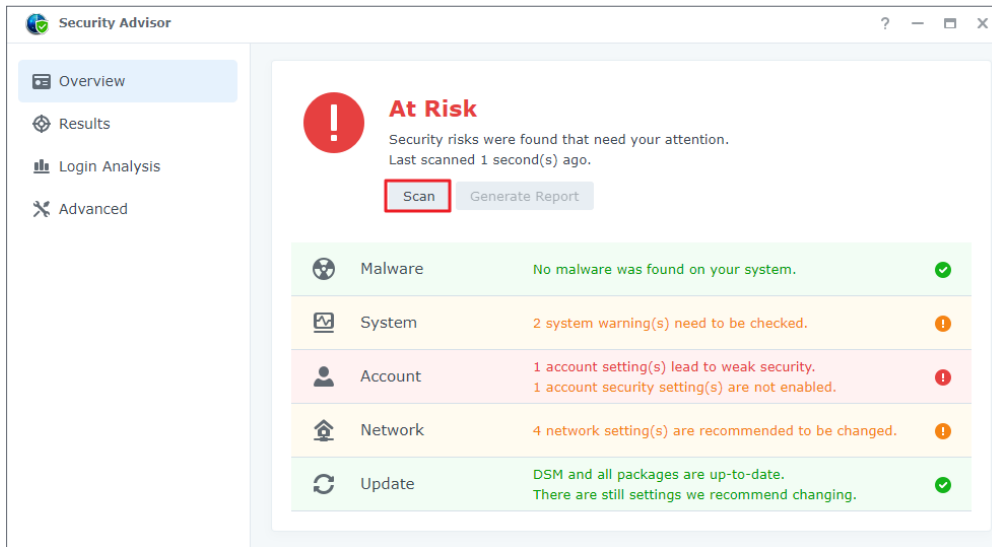 Security Advisor
?
Overview
Results
Login Analysis
Advanced
At Risk
Security risks were found that need your attention.
Last scanned 1 second(s) ago.
Scan Generate Report
Malware No malware was found on your system.
System 2 system warning(s) need to be checked.
Account 1 account setting(s) lead to weak security.
1 account security setting(s) are not enabled.
Network 4 network setting(s) are recommended to be changed.
Update DSM and all packages are up-to-date.
There are still settings we recommend changing.